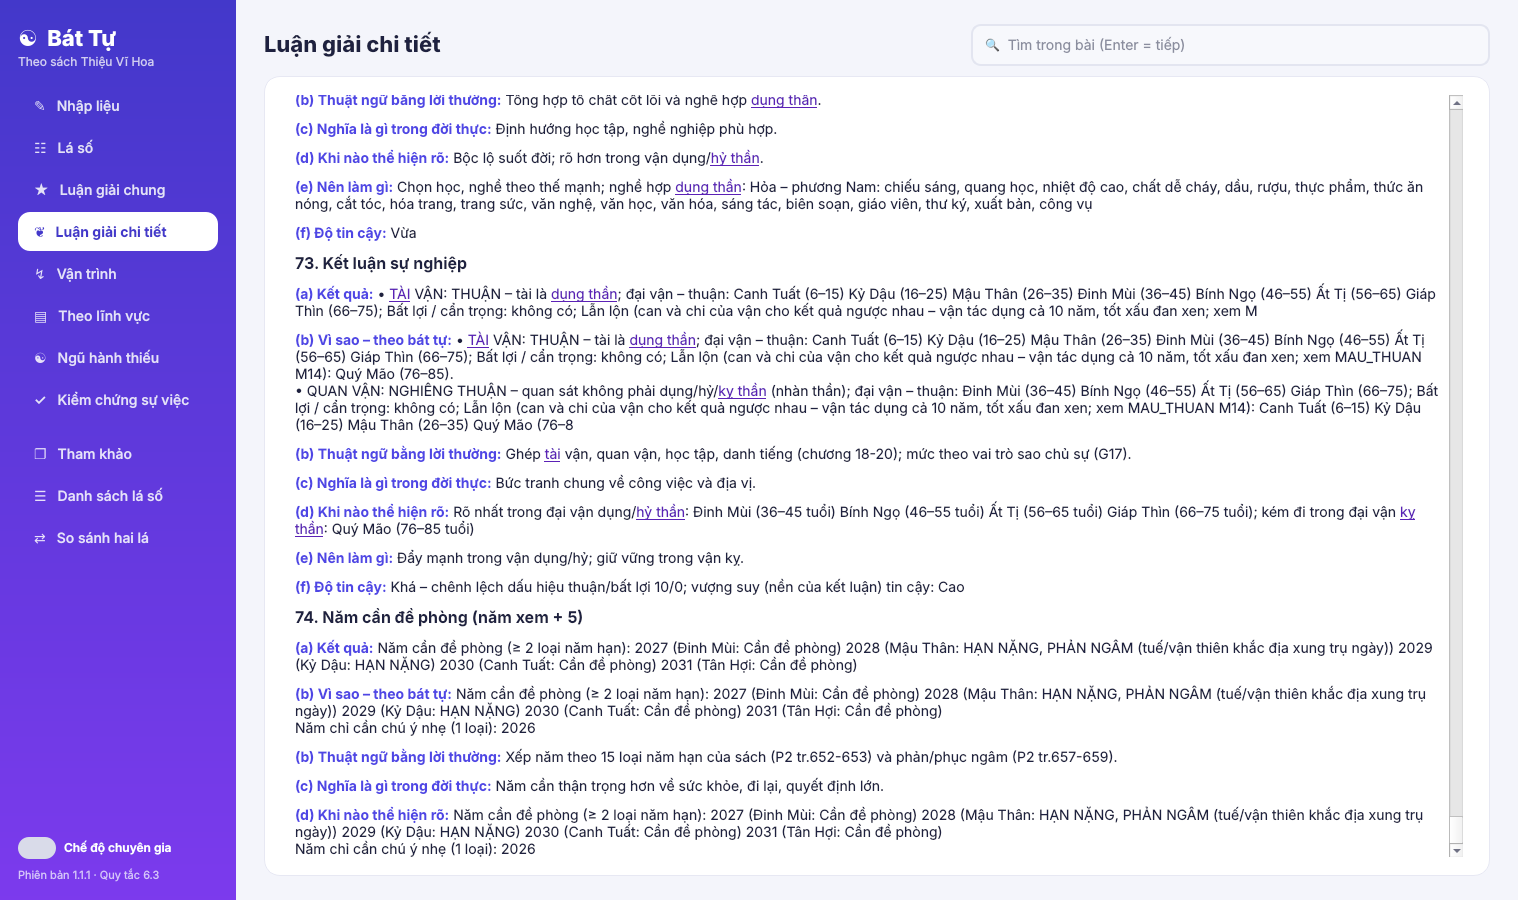 ☯ Bát Tự
Theo sách Thiệu Vĩ Hoa
✎ Nhập liệu
☷ Lá số
★ Luận giải chung
❦ Luận giải chi tiết
↯ Vận trình
▤ Theo lĩnh vực
☯ Ngũ hành thiếu
✓ Kiểm chứng sự việc
❐ Tham khảo
☰ Danh sách lá số
⇄ So sánh hai lá
Chế độ chuyên gia
Phiên bản 1.1.1 · Quy tắc 6.3
Luận giải chi tiết
🔍 Tìm trong bài (Enter = tiếp)
(b) Thuật ngữ bằng lời thường: Tổng hợp tố chất cốt lõi và nghề hợp dụng thần.
(c) Nghĩa là gì trong đời thực: Định hướng học tập, nghề nghiệp phù hợp.
(d) Khi nào thể hiện rõ: Bộc lộ suốt đời; rõ hơn trong vận dụng/hỷ thần.
(e) Nên làm gì: Chọn học, nghề theo thế mạnh; nghề hợp dụng thần: Hỏa – phương Nam: chiếu sáng, quang học, nhiệt độ cao, chất dễ cháy, dầu, rượu, thực phẩm, thức ăn
nóng, cắt tóc, hóa trang, trang sức, văn nghệ, văn học, văn hóa, sáng tác, biên soạn, giáo viên, thư ký, xuất bản, công vụ
(f) Độ tin cậy: Vừa
73. Kết luận sự nghiệp
(a) Kết quả: • TÀI VẬN: THUẬN – tài là dụng thần; đại vận – thuận: Canh Tuất (6–15) Kỷ Dậu (16–25) Mậu Thân (26–35) Đinh Mùi (36–45) Bính Ngọ (46–55) Ất Tị (56–65) Giáp
Thìn (66–75); Bất lợi / cẩn trọng: không có; Lẫn lộn (can và chi của vận cho kết quả ngược nhau – vận tác dụng cả 10 năm, tốt xấu đan xen; xem M
(b) Vì sao – theo bát tự: • TÀI VẬN: THUẬN – tài là dụng thần; đại vận – thuận: Canh Tuất (6–15) Kỷ Dậu (16–25) Mậu Thân (26–35) Đinh Mùi (36–45) Bính Ngọ (46–55) Ất Tị
(56–65) Giáp Thìn (66–75); Bất lợi / cẩn trọng: không có; Lẫn lộn (can và chi của vận cho kết quả ngược nhau – vận tác dụng cả 10 năm, tốt xấu đan xen; xem MAU_THUAN
M14): Quý Mão (76–85).
• QUAN VẬN: NGHIÊNG THUẬN – quan sát không phải dụng/hỷ/kỵ thần (nhàn thần); đại vận – thuận: Đinh Mùi (36–45) Bính Ngọ (46–55) Ất Tị (56–65) Giáp Thìn (66–75); Bất
lợi / cẩn trọng: không có; Lẫn lộn (can và chi của vận cho kết quả ngược nhau – vận tác dụng cả 10 năm, tốt xấu đan xen; xem MAU_THUAN M14): Canh Tuất (6–15) Kỷ Dậu
(16–25) Mậu Thân (26–35) Quý Mão (76–8
(b) Thuật ngữ bằng lời thường: Ghép tài vận, quan vận, học tập, danh tiếng (chương 18-20); mức theo vai trò sao chủ sự (G17).
(c) Nghĩa là gì trong đời thực: Bức tranh chung về công việc và địa vị.
(d) Khi nào thể hiện rõ: Rõ nhất trong đại vận dụng/hỷ thần: Đinh Mùi (36–45 tuổi) Bính Ngọ (46–55 tuổi) Ất Tị (56–65 tuổi) Giáp Thìn (66–75 tuổi); kém đi trong đại vận kỵ
thần: Quý Mão (76–85 tuổi)
(e) Nên làm gì: Đẩy mạnh trong vận dụng/hỷ; giữ vững trong vận kỵ.
(f) Độ tin cậy: Khá – chênh lệch dấu hiệu thuận/bất lợi 10/0; vượng suy (nền của kết luận) tin cậy: Cao
74. Năm cần đề phòng (năm xem + 5)
(a) Kết quả: Năm cần đề phòng (≥ 2 loại năm hạn): 2027 (Đinh Mùi: Cần đề phòng) 2028 (Mậu Thân: HẠN NẶNG, PHẢN NGÂM (tuế/vận thiên khắc địa xung trụ ngày)) 2029
(Kỷ Dậu: HẠN NẶNG) 2030 (Canh Tuất: Cần đề phòng) 2031 (Tân Hợi: Cần đề phòng)
(b) Vì sao – theo bát tự: Năm cần đề phòng (≥ 2 loại năm hạn): 2027 (Đinh Mùi: Cần đề phòng) 2028 (Mậu Thân: HẠN NẶNG, PHẢN NGÂM (tuế/vận thiên khắc địa xung trụ
ngày)) 2029 (Kỷ Dậu: HẠN NẶNG) 2030 (Canh Tuất: Cần đề phòng) 2031 (Tân Hợi: Cần đề phòng)
Năm chỉ cần chú ý nhẹ (1 loại): 2026
(b) Thuật ngữ bằng lời thường: Xếp năm theo 15 loại năm hạn của sách (P2 tr.652-653) và phản/phục ngâm (P2 tr.657-659).
(c) Nghĩa là gì trong đời thực: Năm cần thận trọng hơn về sức khỏe, đi lại, quyết định lớn.
(d) Khi nào thể hiện rõ: Năm cần đề phòng (≥ 2 loại năm hạn): 2027 (Đinh Mùi: Cần đề phòng) 2028 (Mậu Thân: HẠN NẶNG, PHẢN NGÂM (tuế/vận thiên khắc địa xung trụ
ngày)) 2029 (Kỷ Dậu: HẠN NẶNG) 2030 (Canh Tuất: Cần đề phòng) 2031 (Tân Hợi: Cần đề phòng)
Năm chỉ cần chú ý nhẹ (1 loại): 2026